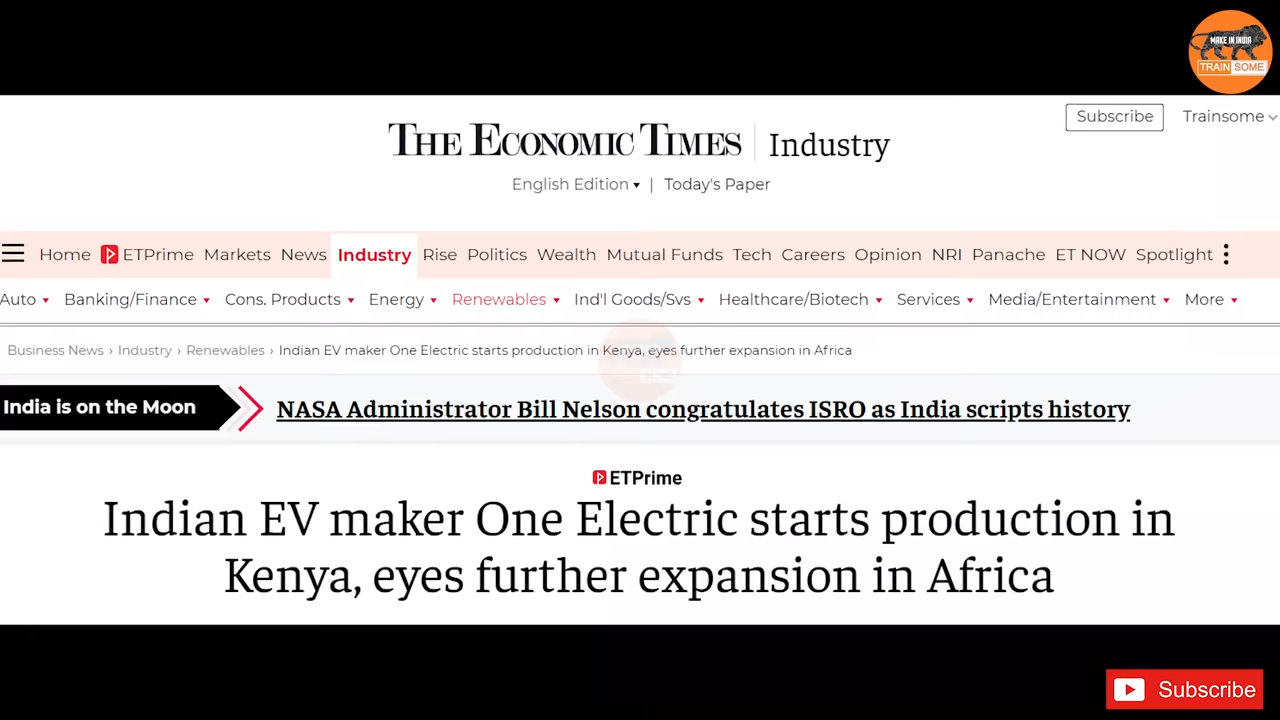 MAKE IN INDIA
TRAIN SOME
Subscribe
Trainsome
THE ECONOMIC TIMES | Industry
English Edition | Today's Paper
Home ETPrime Markets News Industry Rise Politics Wealth Mutual Funds Tech Careers Opinion NRI Panache ET NOW Spotlight
Auto Banking/Finance Cons. Products Energy Renewables Ind'l Goods/Svs Healthcare/Biotech Services Media/Entertainment More
Business News › Industry › Renewables › Indian EV maker One Electric starts production in Kenya, eyes further expansion in Africa
India is on the Moon
NASA Administrator Bill Nelson congratulates ISRO as India scripts history
ETPrime
Indian EV maker One Electric starts production in
Kenya, eyes further expansion in Africa
Subscribe